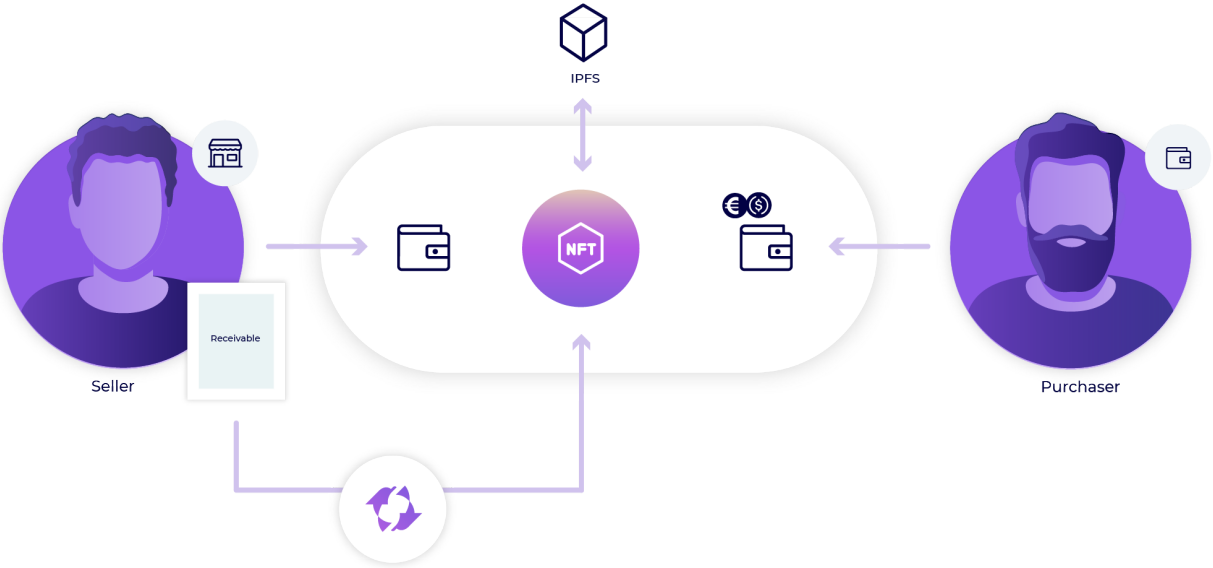 IPFS
NFT
Receivable
Seller
Purchaser